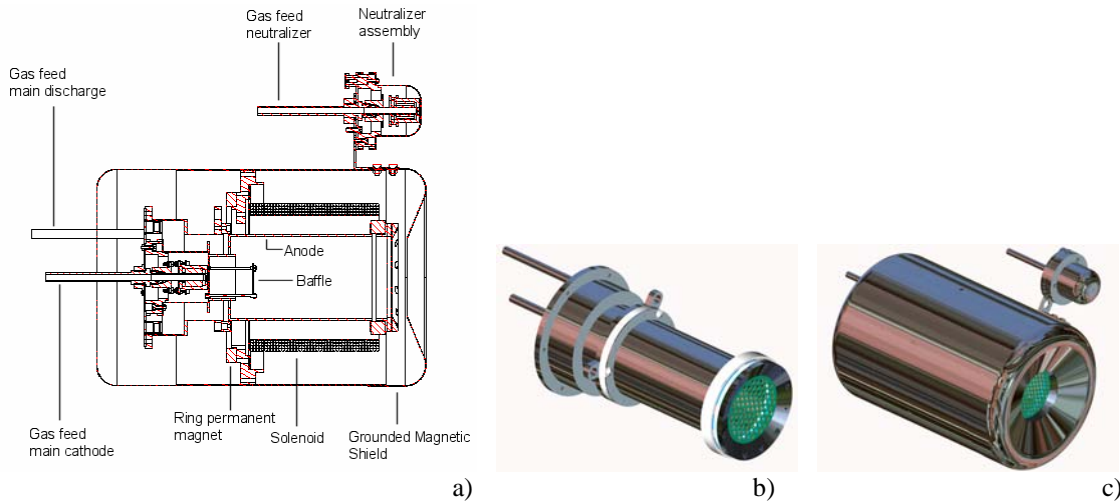 Gas feed
neutralizer
Neutralizer
assembly
Gas feed
main discharge
Anode
Baffle
Ring permanent
magnet
Solenoid
Grounded Magnetic
Shield
Gas feed
main cathode
a)
b)
c)